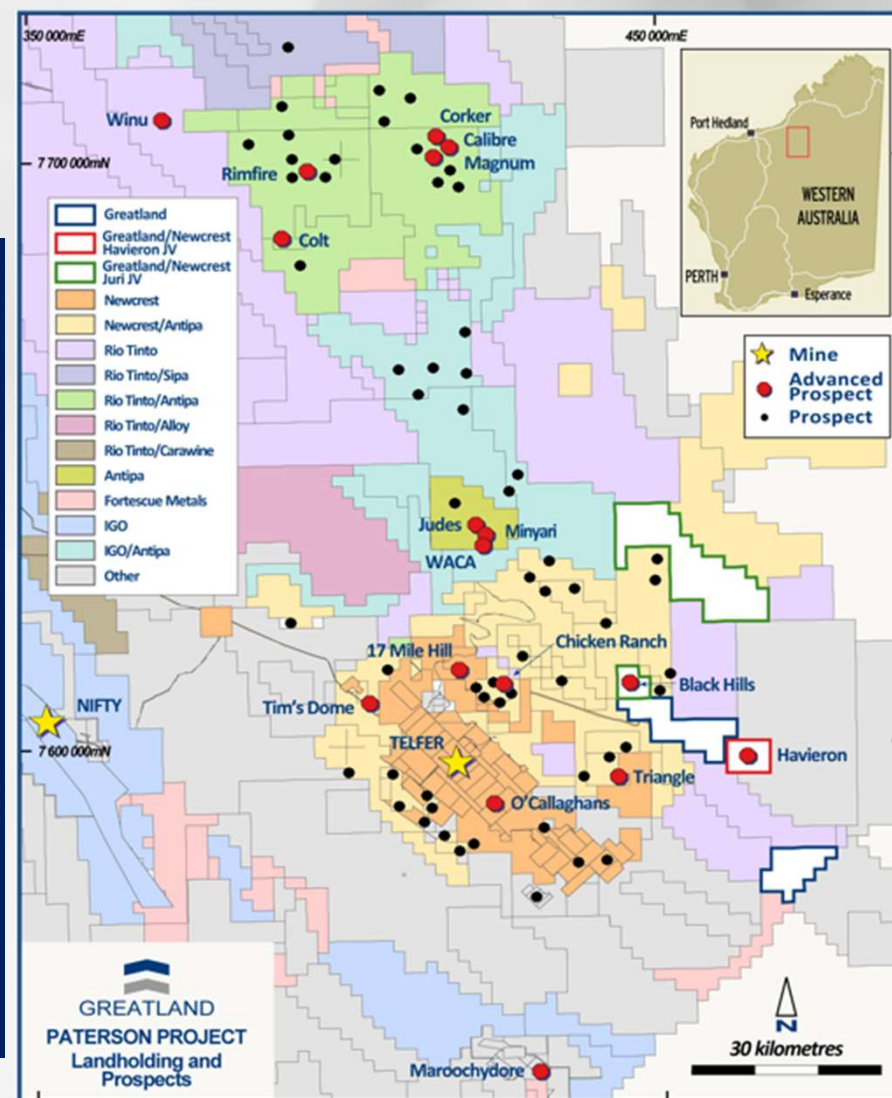 350 000mE
450 000mE
Winu
Corker
Calibre
Magnum
7 700 000mN
Rimfire
Colt
Port Hedland
WESTERN
AUSTRALIA
PERTH
Esperance
Greatland
Greatland/Newcrest
Havieron JV
Greatland/Newcrest
Juri JV
Newcrest
Newcrest/Antipa
Rio Tinto
Rio Tinto/Sipa
Rio Tinto/Antipa
Rio Tinto/Alloy
Rio Tinto/Carawine
Antipa
Fortescue Metals
IGO
IGO/Antipa
Other
Mine
Advanced
Prospect
Prospect
Judes
Minyari
WACA
17 Mile Hill
Chicken Ranch
Black Hills
Tim's Dome
NIFTY
TELFER
7 600 000mN
Havieron
Triangle
O'Callaghans
GREATLAND
PATERSON PROJECT
Landholding and
Prospects
Maroochydore
N
30 kilometres